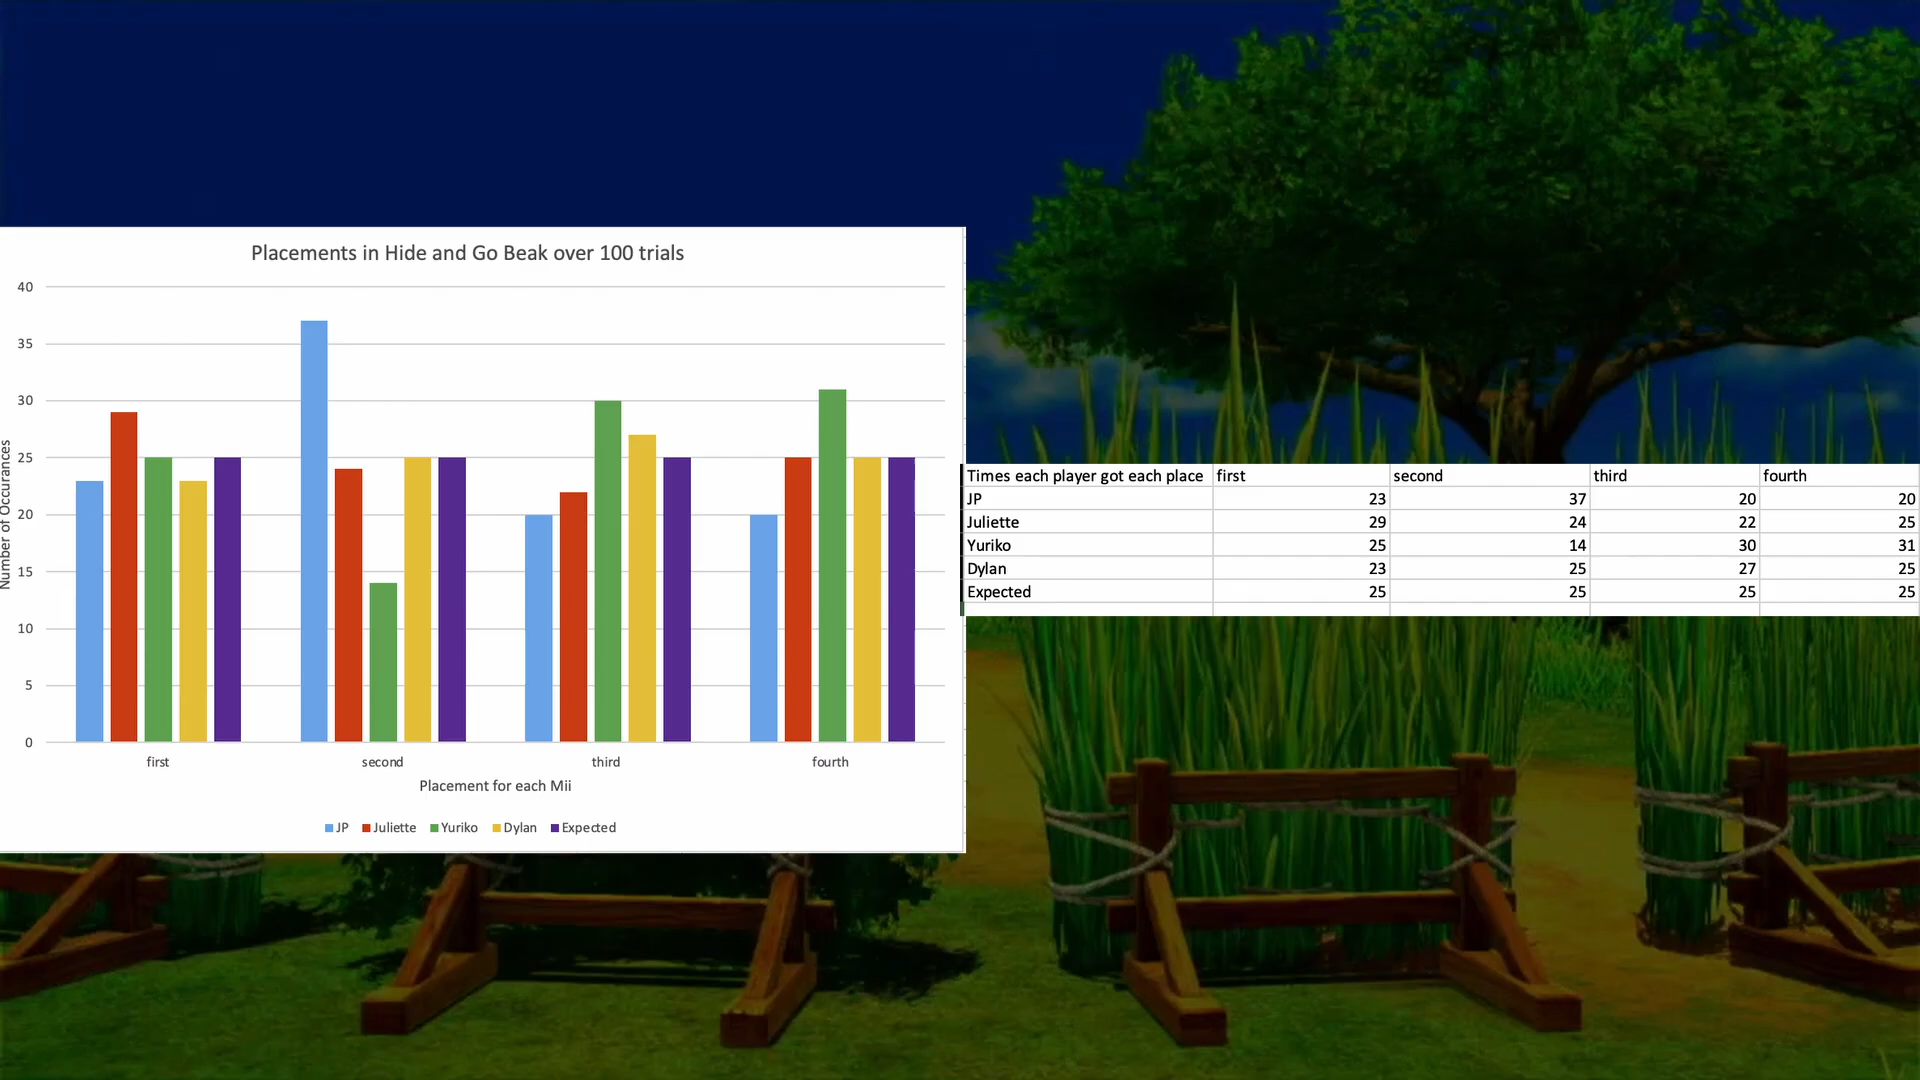 Placements in Hide and Go Beak over 100 trials
40
35
30
25
20
15
10
5
0
Number of Occurances
first second third fourth
Placement for each Mii
JP Juliette Yuriko Dylan Expected
Times each player got each place first second third fourth
JP 23 37 20 20
Juliette 29 24 22 25
Yuriko 25 14 30 31
Dylan 23 25 27 25
Expected 25 25 25 25